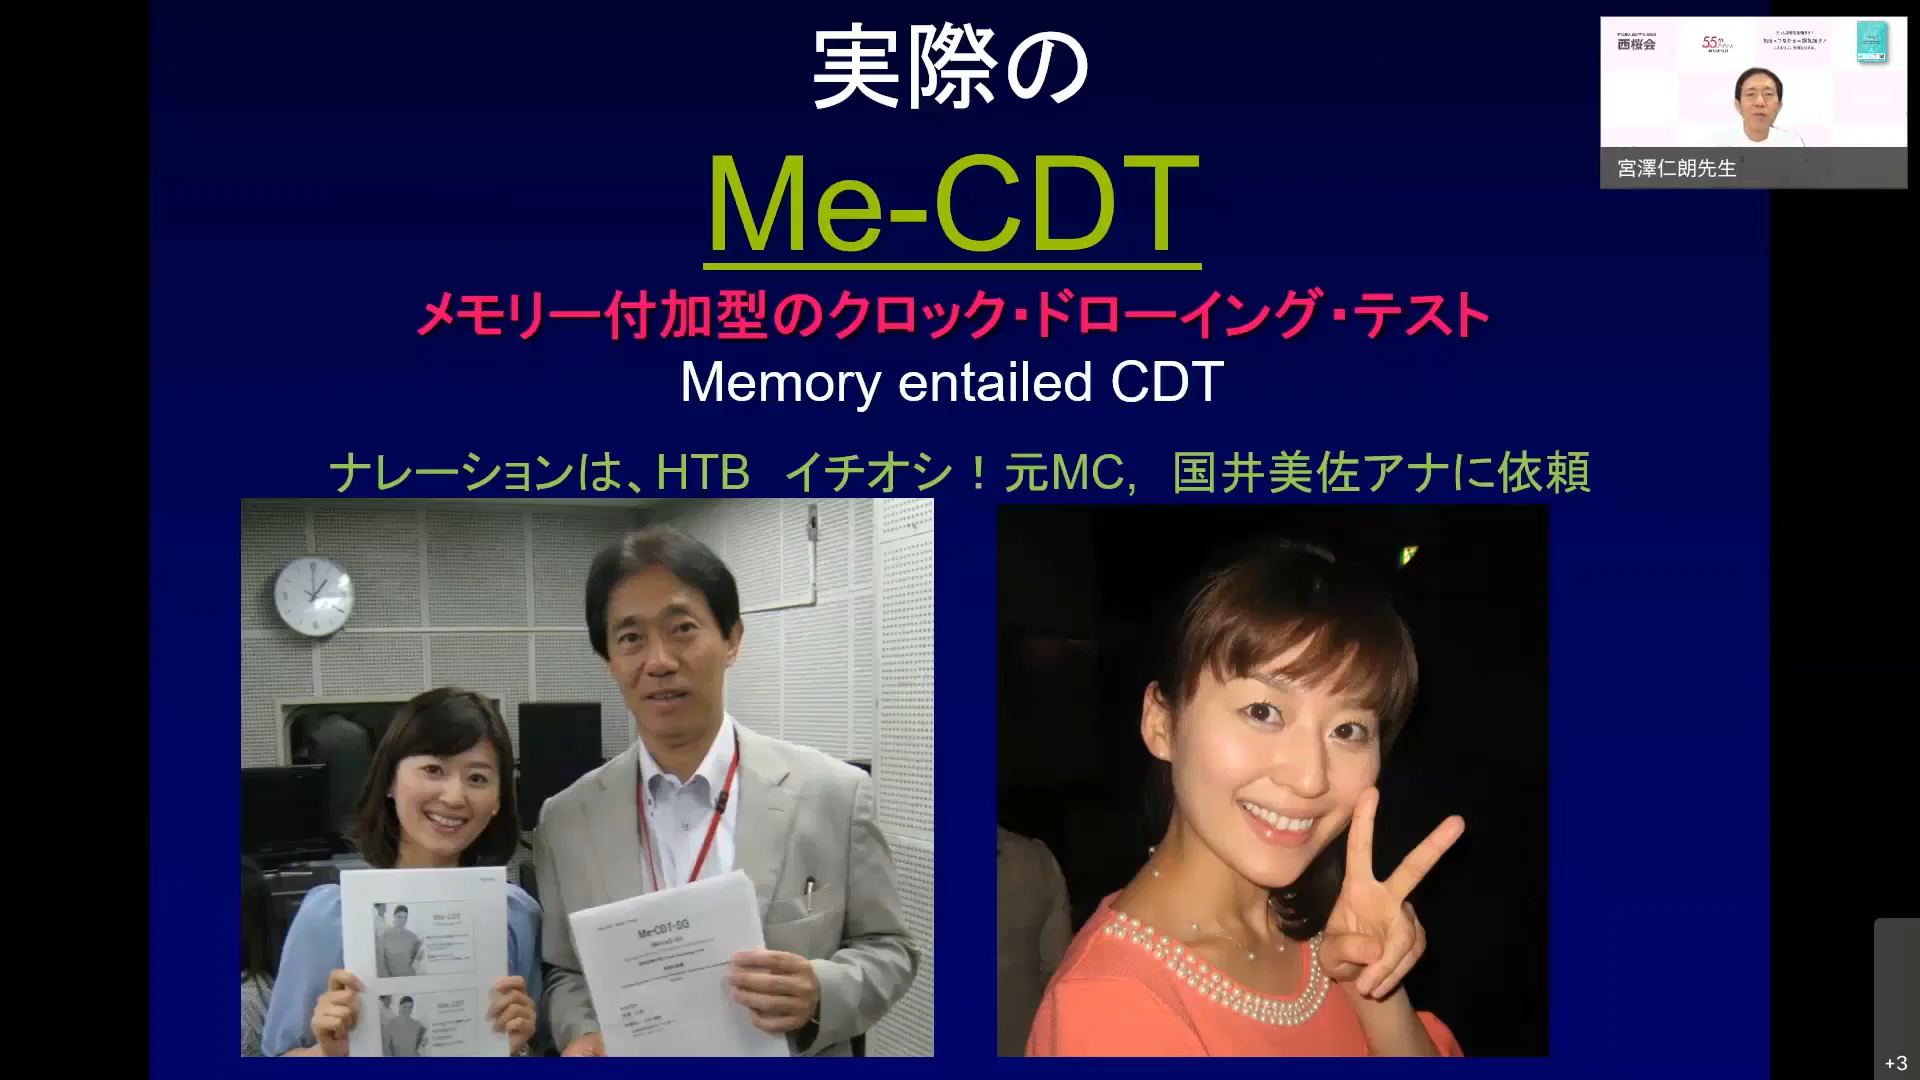 実際の
Me-CDT
メモリー付加型のクロック・ドローイング・テスト
Memory entailed CDT
ナレーションは、HTB　イチオシ！元MC,　国井美佐アナに依頼
西桜会
55th
宮澤仁朗先生
Me-CDT
Me-CDT
Me-CDT-SG
+3